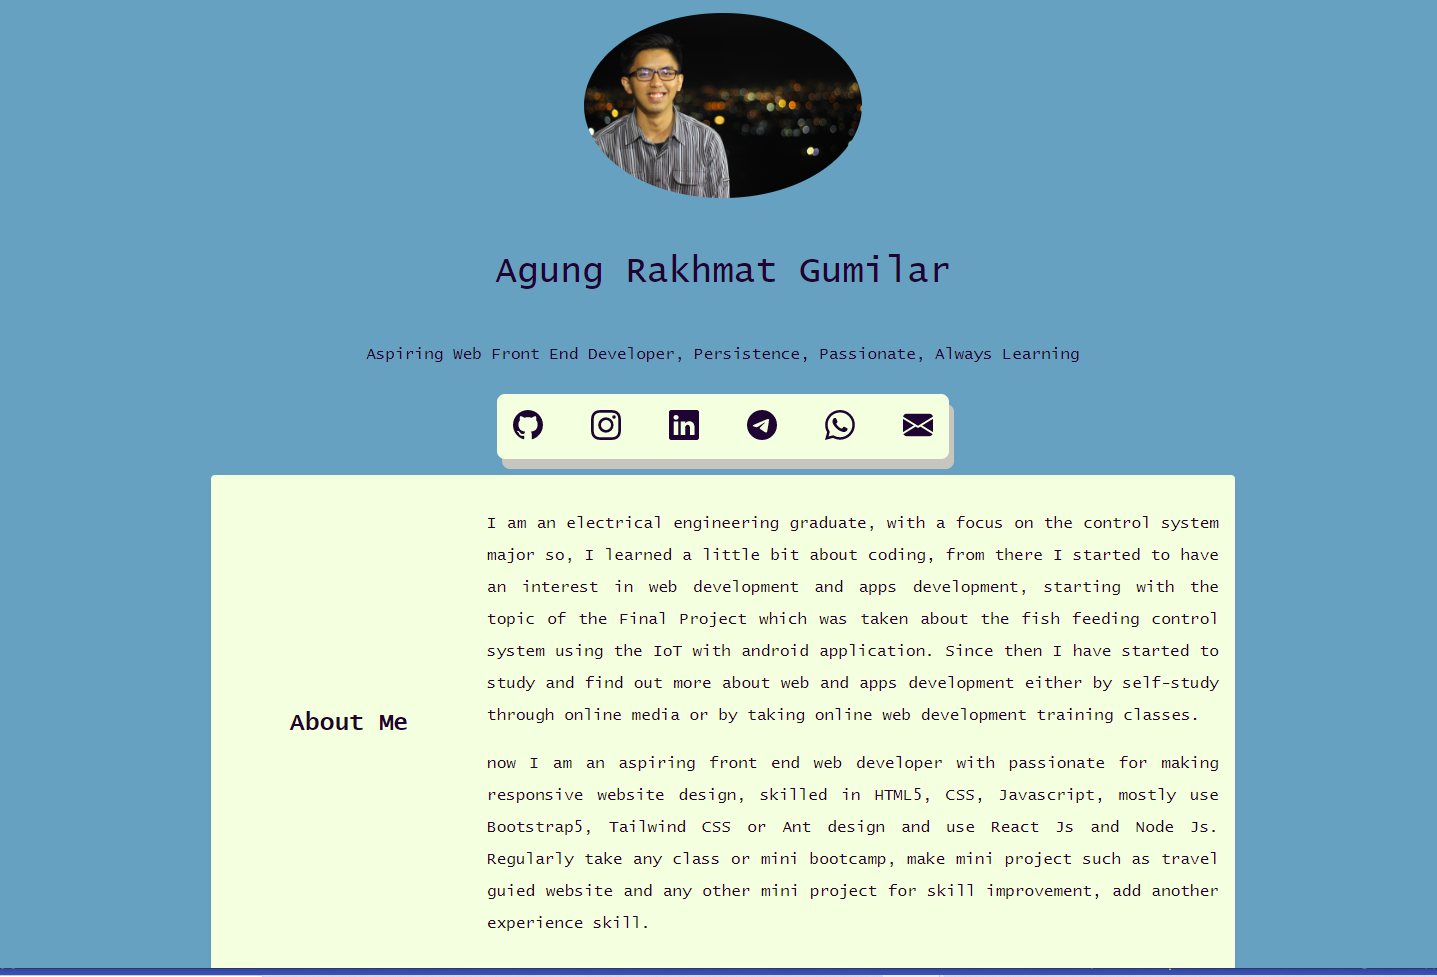 Agung Rakhmat Gumilar
Aspiring Web Front End Developer, Persistence, Passionate, Always Learning
About Me
I am an electrical engineering graduate, with a focus on the control system
major so, I learned a little bit about coding, from there I started to have
an interest in web development and apps development, starting with the
topic of the Final Project which was taken about the fish feeding control
system using the IoT with android application. Since then I have started to
study and find out more about web and apps development either by self-study
through online media or by taking online web development training classes.
now I am an aspiring front end web developer with passionate for making
responsive website design, skilled in HTML5, CSS, Javascript, mostly use
Bootstrap5, Tailwind CSS or Ant design and use React Js and Node Js.
Regularly take any class or mini bootcamp, make mini project such as travel
guied website and any other mini project for skill improvement, add another
experience skill.